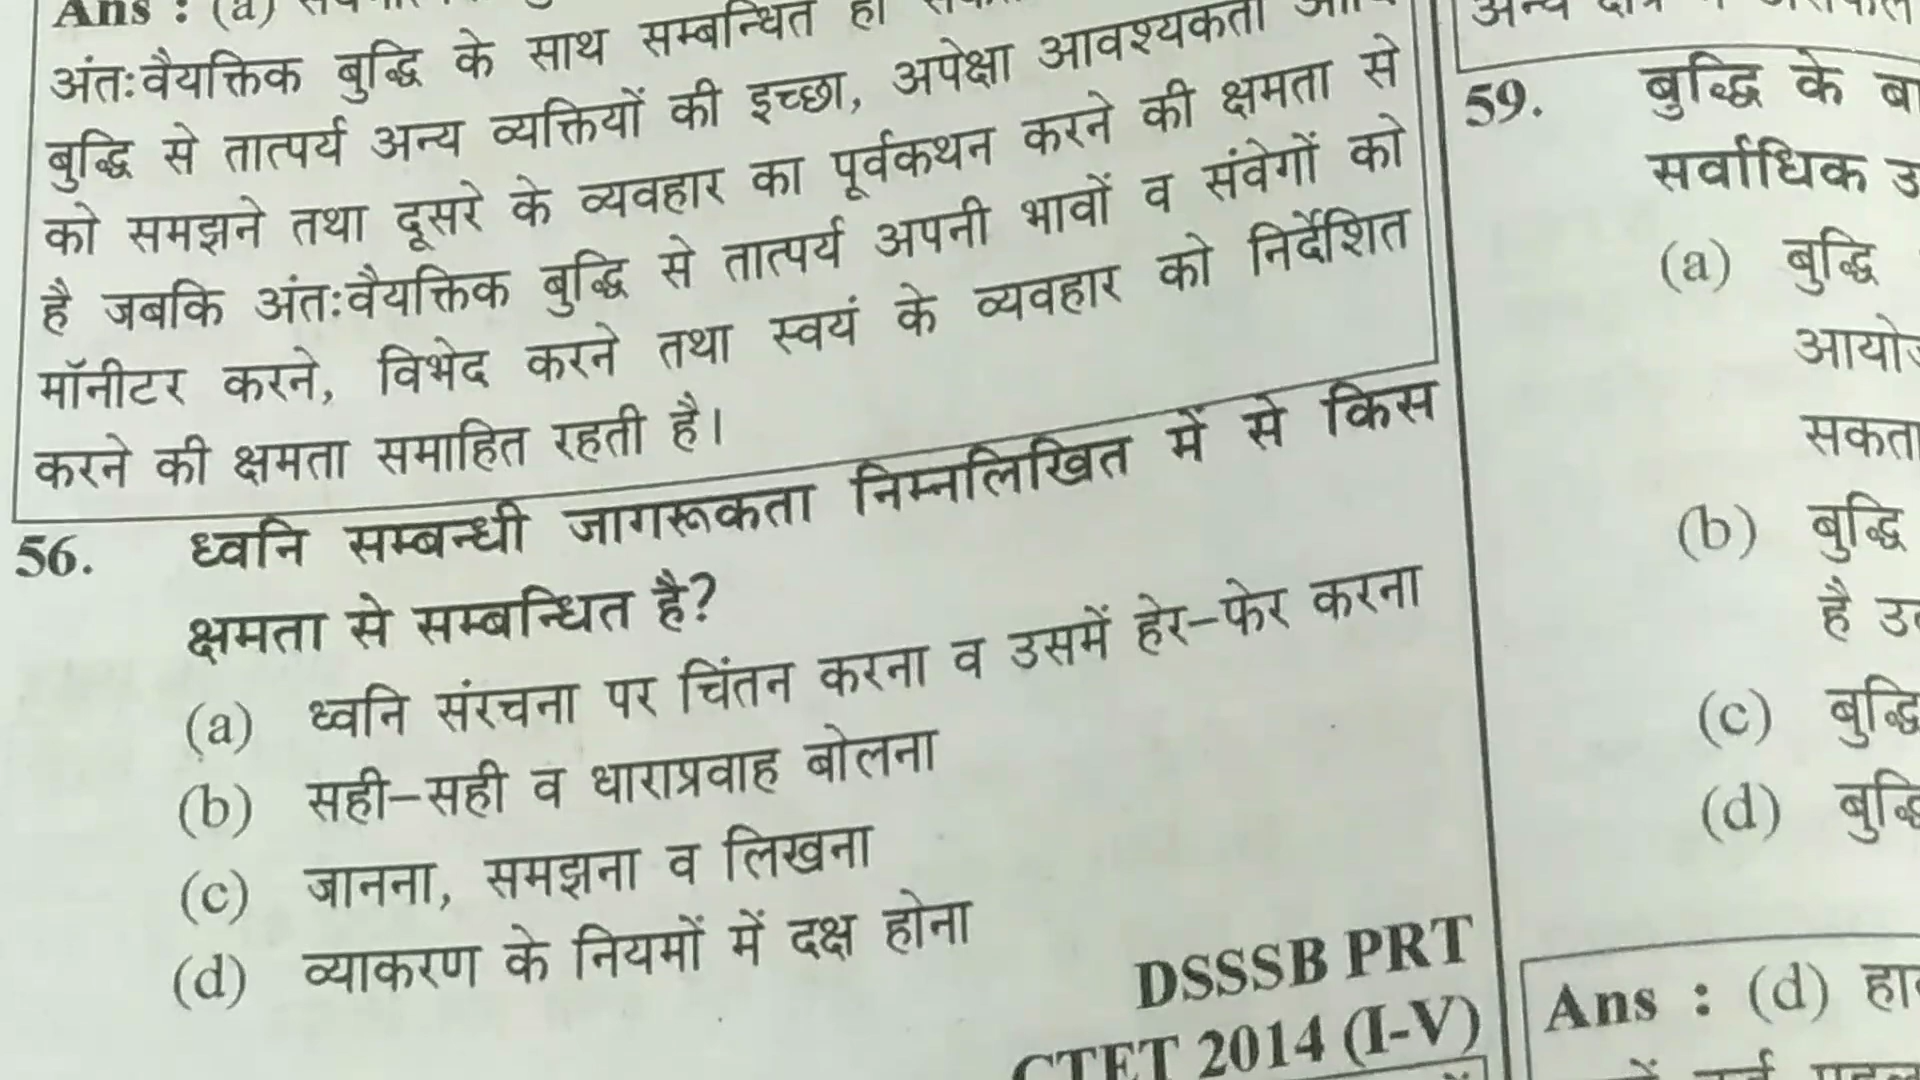 Ans : (a)
अंतःवैयक्तिक बुद्धि के साथ सम्बन्धित हो
बुद्धि से तात्पर्य अन्य व्यक्तियों की इच्छा, अपेक्षा आवश्यकता
को समझने तथा दूसरे के व्यवहार का पूर्वकथन करने की क्षमता से
है जबकि अंतःवैयक्तिक बुद्धि से तात्पर्य अपनी भावों व संवेगों को
मॉनीटर करने, विभेद करने तथा स्वयं के व्यवहार को निर्देशित
करने की क्षमता समाहित रहती है।
56. ध्वनि सम्बन्धी जागरूकता निम्नलिखित में से किस
क्षमता से सम्बन्धित है?
(a) ध्वनि संरचना पर चिंतन करना व उसमें हेर-फेर करना
(b) सही-सही व धाराप्रवाह बोलना
(c) जानना, समझना व लिखना
(d) व्याकरण के नियमों में दक्ष होना
DSSSB PRT
CTET 2014 (I-V)
अन्य
59. बुद्धि के
सर्वाधिक
(a) बुद्धि
सकता
(b) बुद्धि
है
(c) बुद्धि
(d) बुद्धि
Ans : (d)